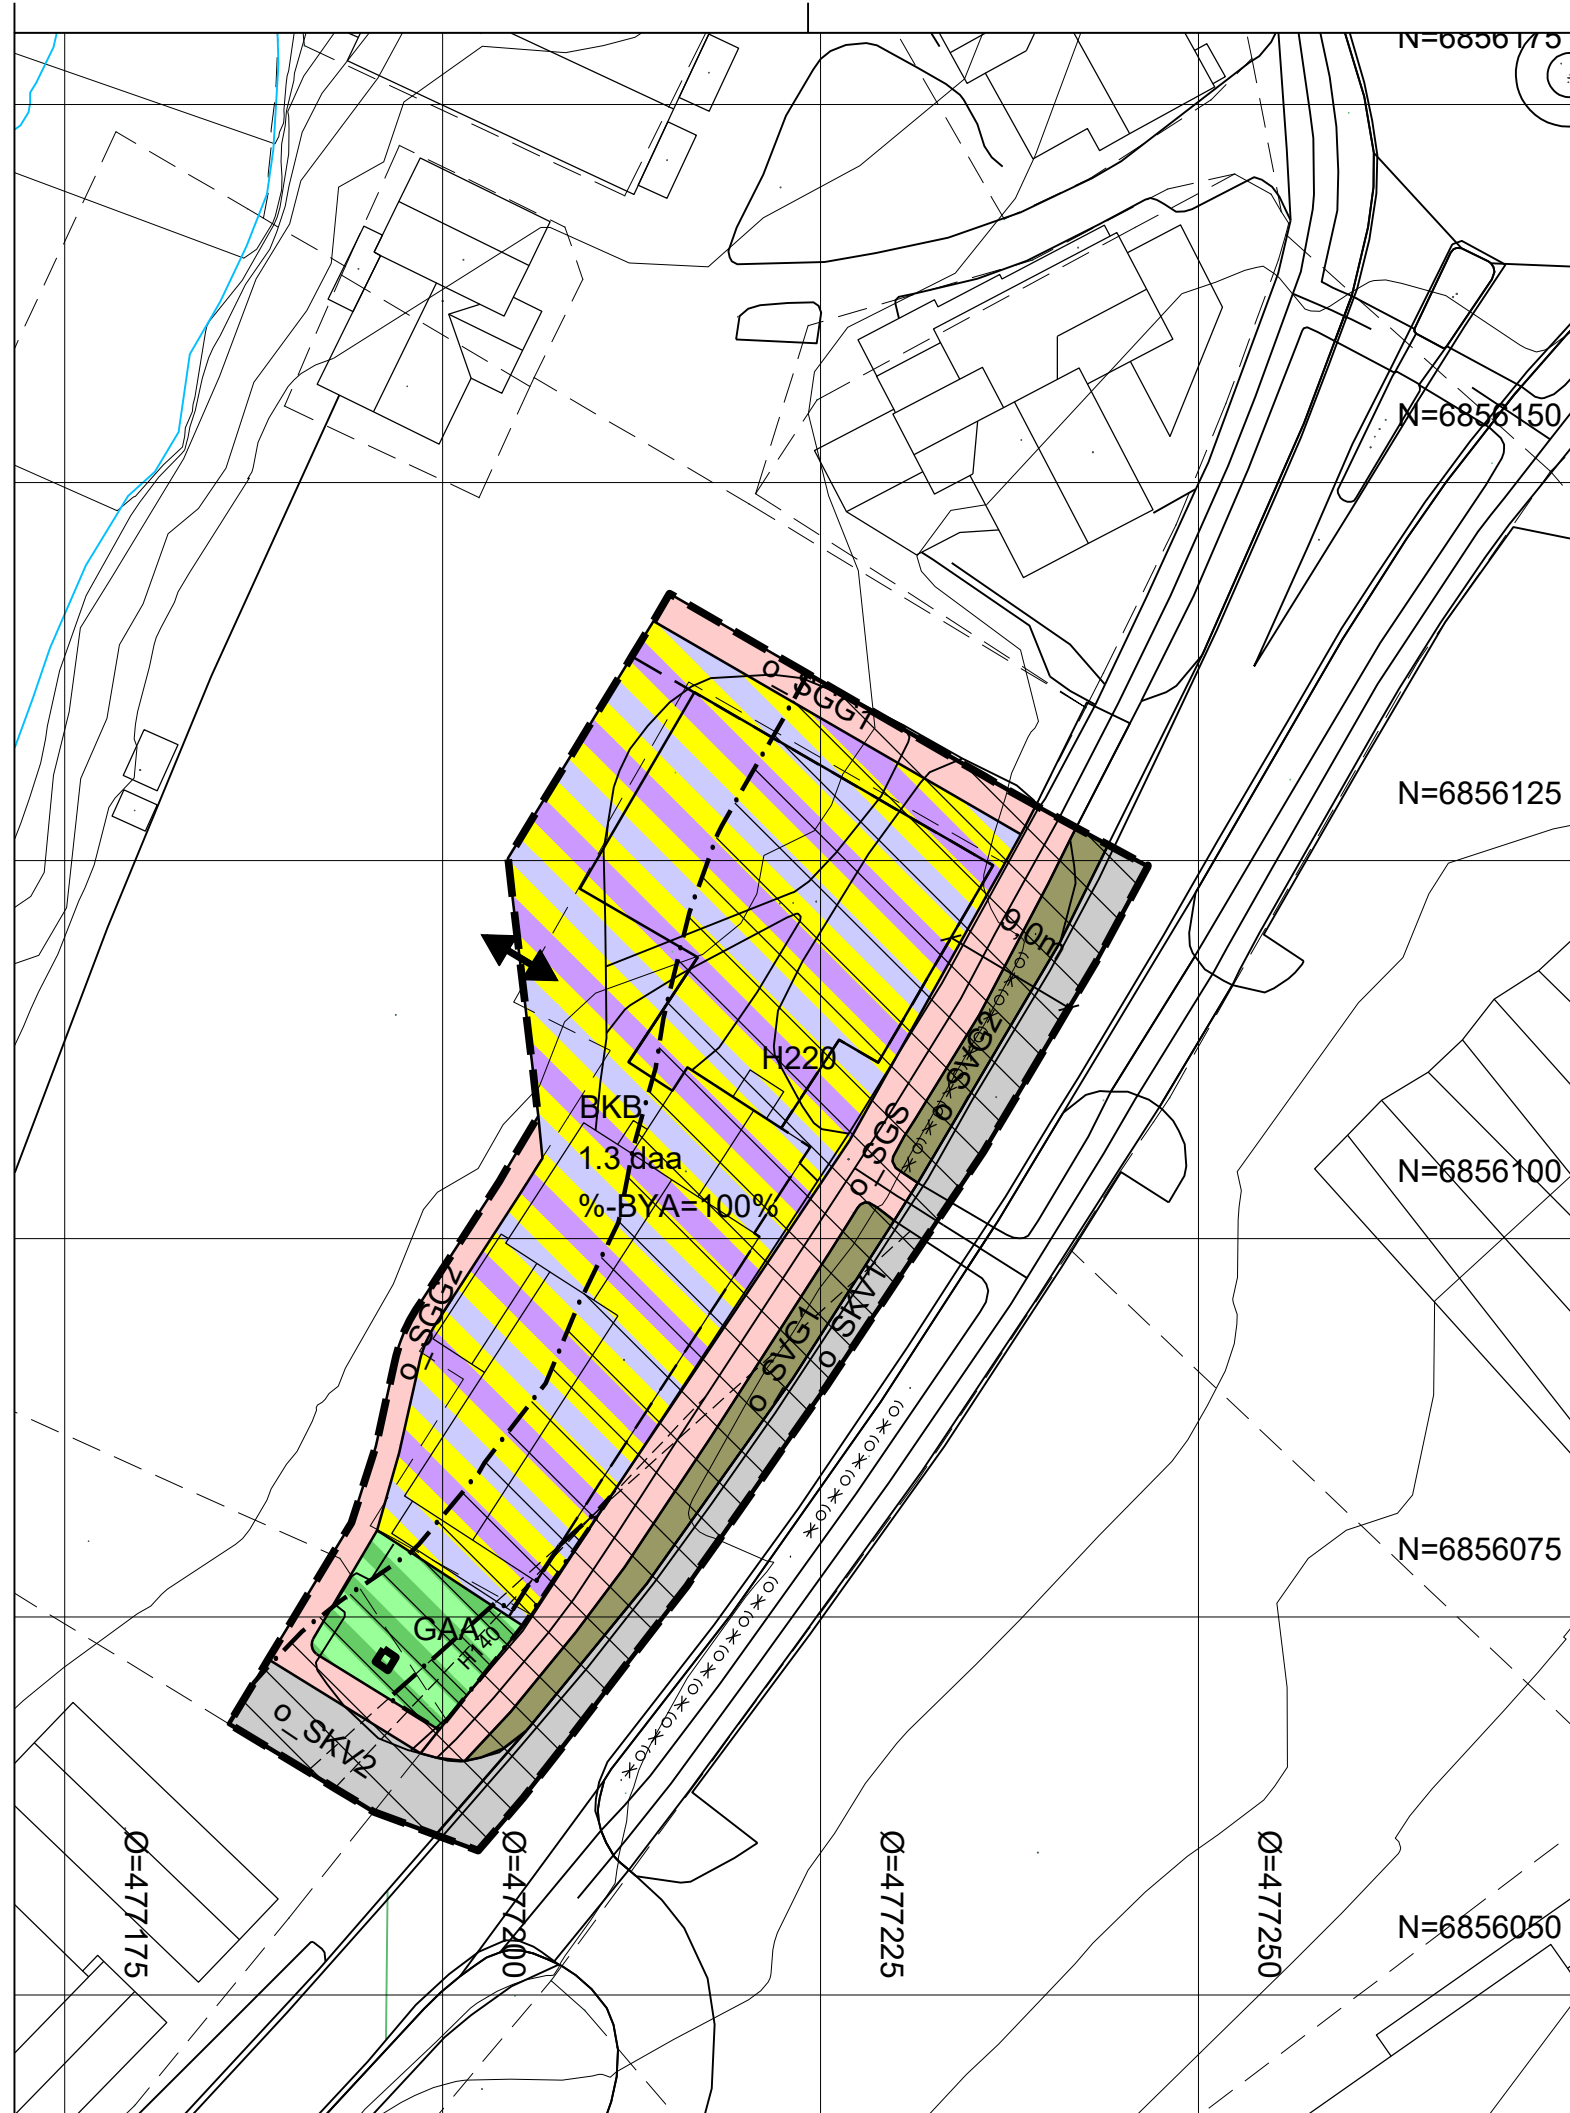 N=6856175
N=6856150
o_SGG1
N=6856125
9,0m
H220
o_SVG2
BKB
1.3 daa
%-BYA=100%
o_SGS
N=6856100
o_SGG2
o_SKV1
o_SVG1
N=6856075
GAA
H140
o_SKV2
Ø=477175
Ø=477200
Ø=477225
Ø=477250
N=6856050